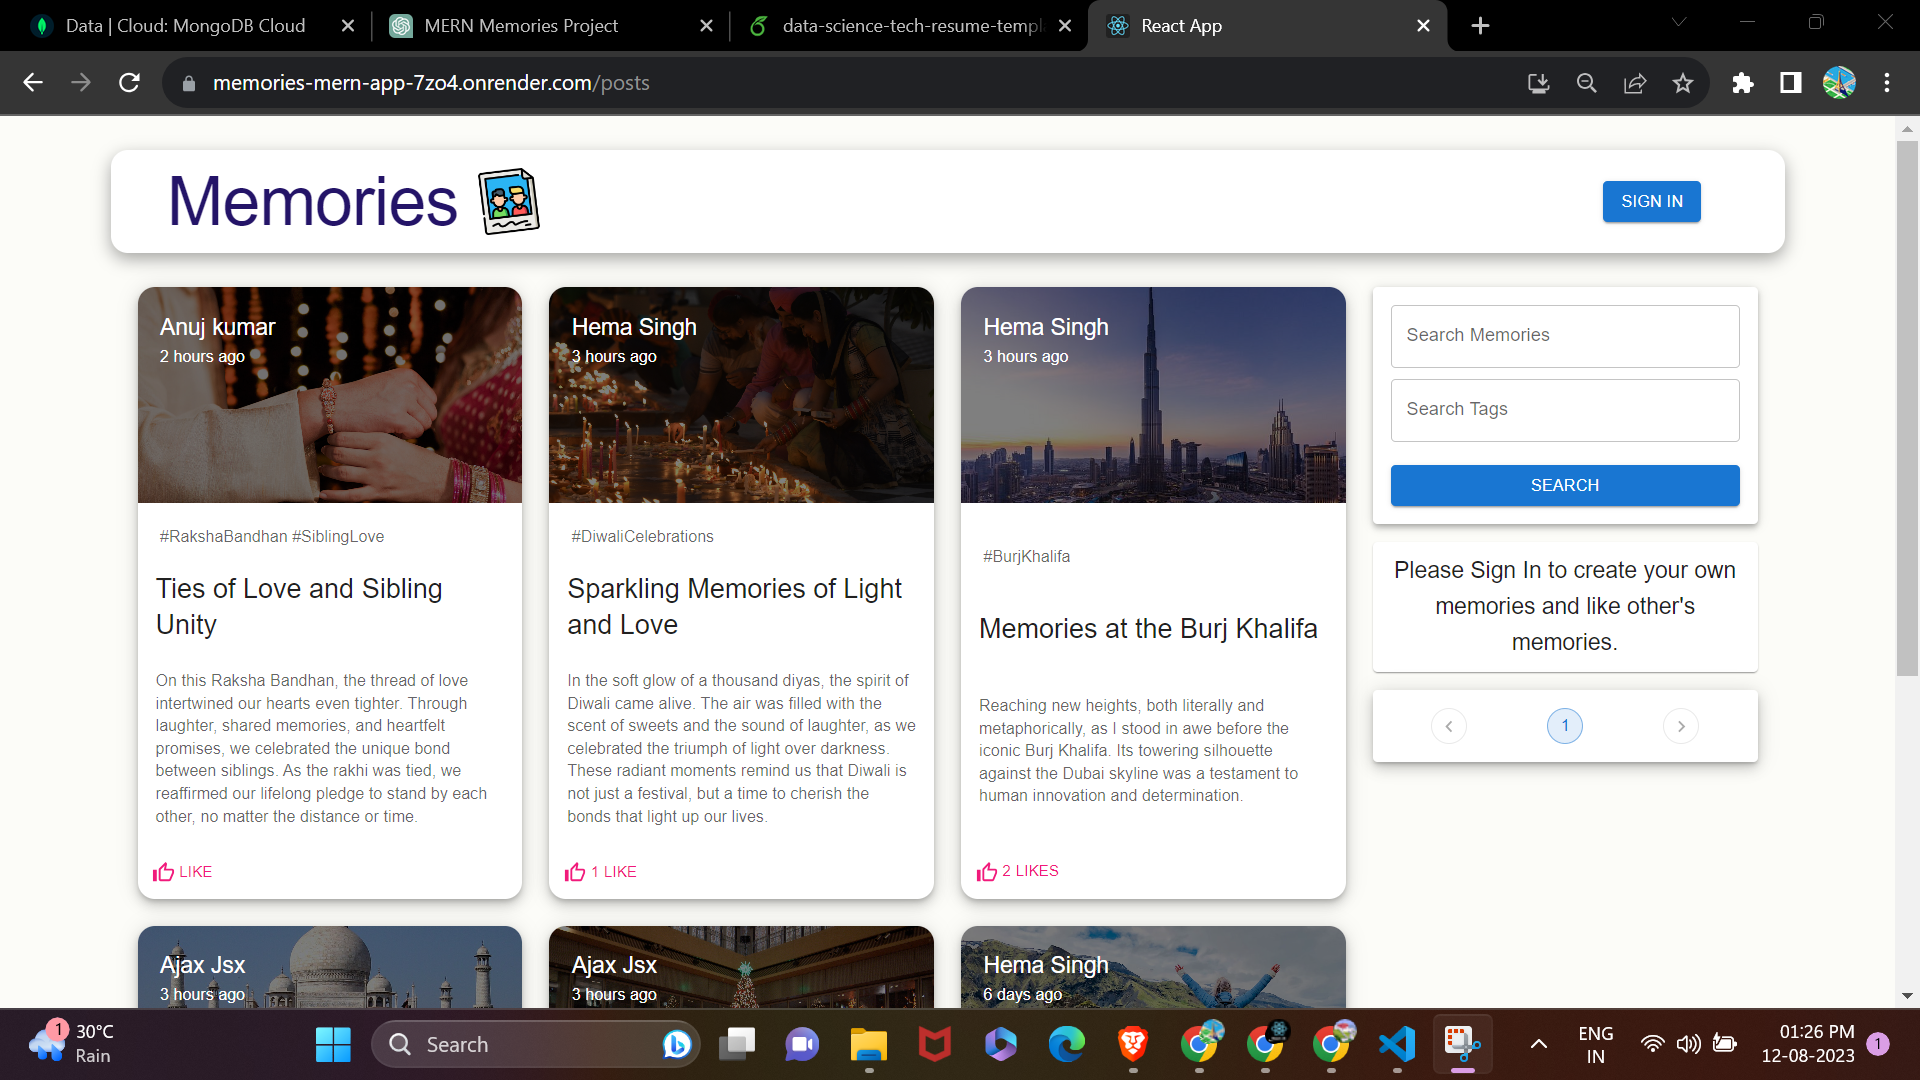 Data | Cloud: MongoDB Cloud
MERN Memories Project
data-science-tech-resume-templ
React App
memories-mern-app-7zo4.onrender.com/posts
Memories
SIGN IN
Anuj kumar
2 hours ago
#RakshaBandhan #SiblingLove
Ties of Love and Sibling
Unity
On this Raksha Bandhan, the thread of love
intertwined our hearts even tighter. Through
laughter, shared memories, and heartfelt
promises, we celebrated the unique bond
between siblings. As the rakhi was tied, we
reaffirmed our lifelong pledge to stand by each
other, no matter the distance or time.
LIKE
Hema Singh
3 hours ago
#DiwaliCelebrations
Sparkling Memories of Light
and Love
In the soft glow of a thousand diyas, the spirit of
Diwali came alive. The air was filled with the
scent of sweets and the sound of laughter, as we
celebrated the triumph of light over darkness.
These radiant moments remind us that Diwali is
not just a festival, but a time to cherish the
bonds that light up our lives.
1 LIKE
Hema Singh
3 hours ago
#BurjKhalifa
Memories at the Burj Khalifa
Reaching new heights, both literally and
metaphorically, as I stood in awe before the
iconic Burj Khalifa. Its towering silhouette
against the Dubai skyline was a testament to
human innovation and determination.
2 LIKES
Search Memories
Search Tags
SEARCH
Please Sign In to create your own
memories and like other's
memories.
1
Ajax Jsx
3 hours ago
Ajax Jsx
3 hours ago
Hema Singh
6 days ago
1
30°C
Rain
Search
ENG
IN
01:26 PM
12-08-2023
1